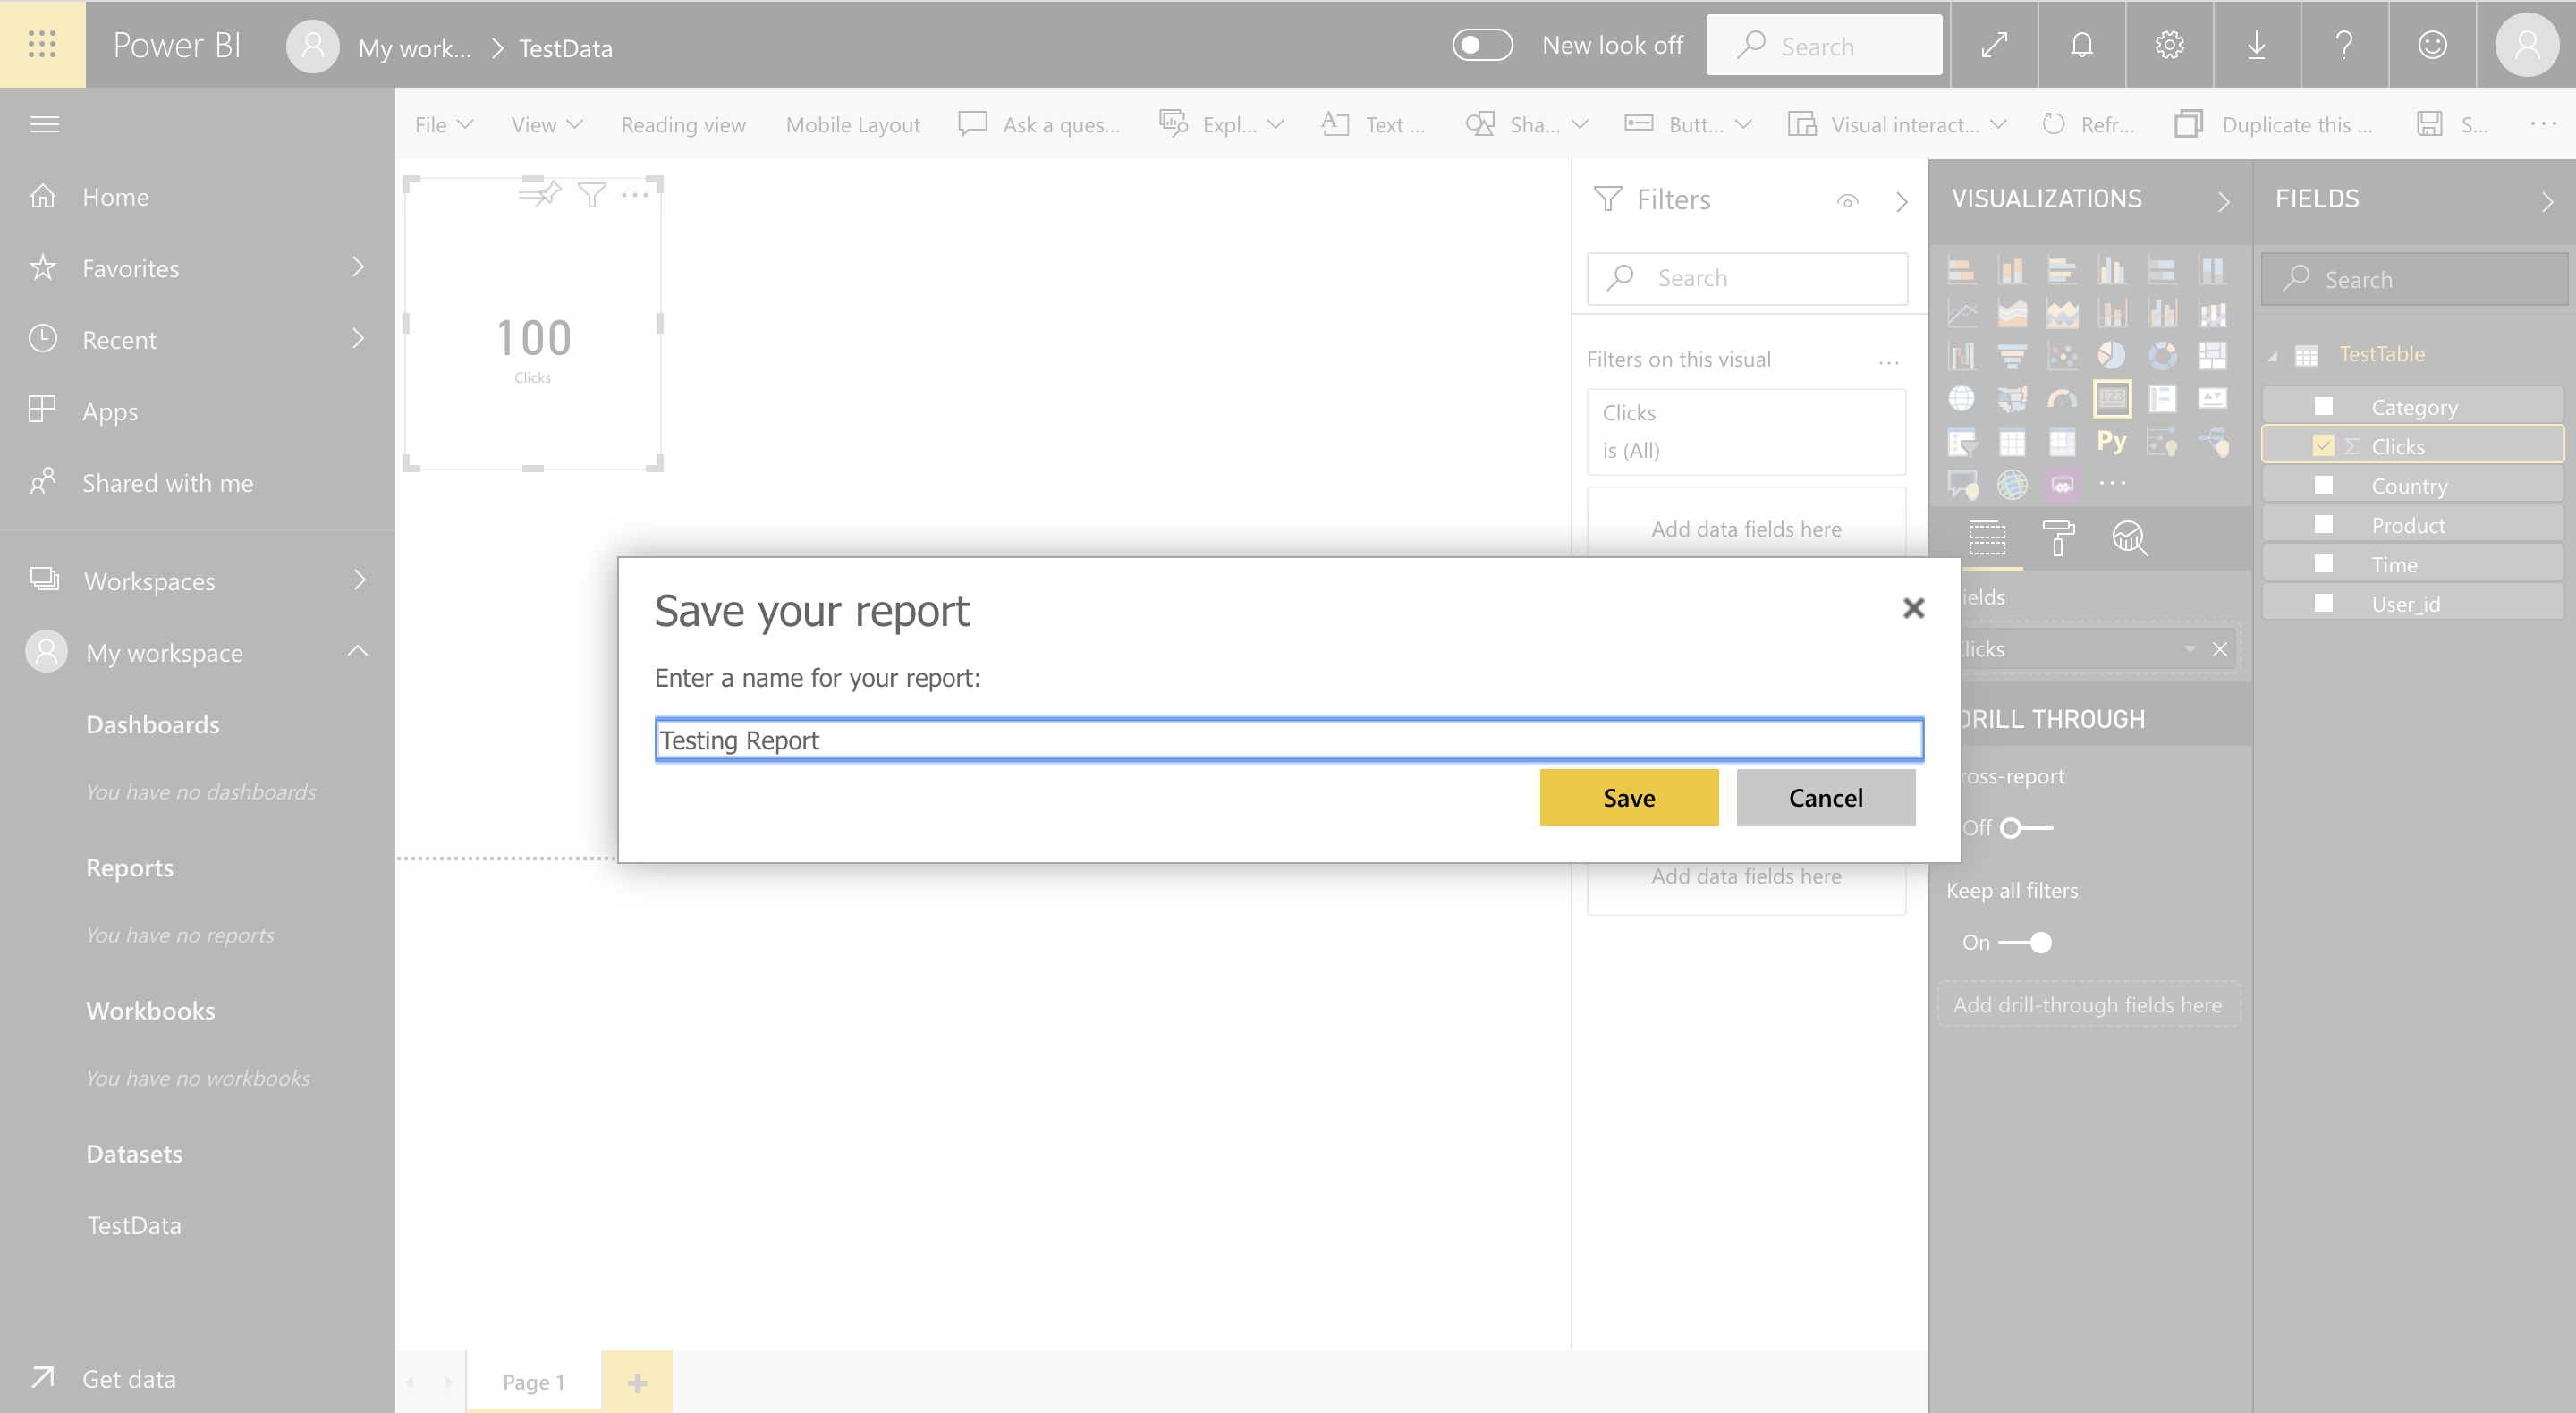 Power BI
My work...
TestData
New look off
Search
File
View
Reading view
Mobile Layout
Ask a ques...
Expl...
Text ...
Sha...
Butt...
Visual interact...
Refr...
Duplicate this ...
S...
Home
Favorites
Recent
Apps
Shared with me
Workspaces
My workspace
Dashboards
You have no dashboards
Reports
You have no reports
Workbooks
You have no workbooks
Datasets
TestData
Get data
100
Clicks
Filters
Search
Filters on this visual
Clicks
is (All)
Add data fields here
Save your report
Enter a name for your report:
Testing Report
Save
Cancel
Add data fields here
Page 1
VISUALIZATIONS
123
Py
ields
licks
DRILL THROUGH
ross-report
Off
Keep all filters
On
Add drill-through fields here
FIELDS
Search
TestTable
Category
Clicks
Country
Product
Time
User_id